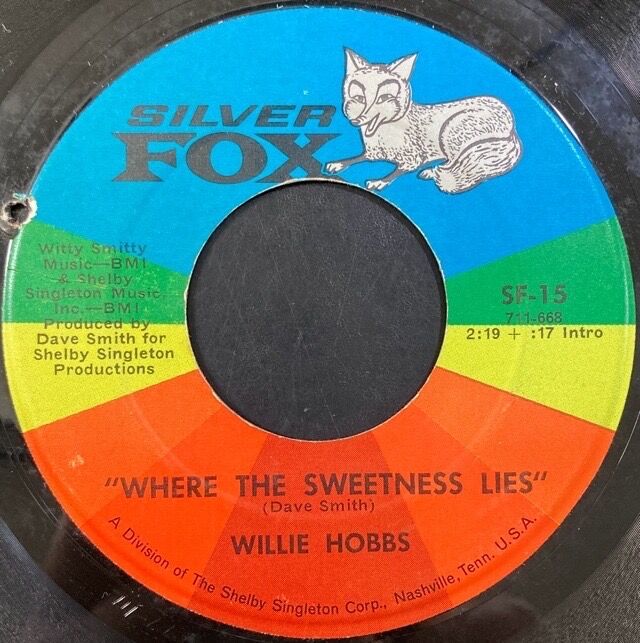 SILVER
FOX
Witty Smitty
Music—BMI
& Shelby
Singleton Music,
Inc.—BMI
Produced by
Dave Smith for
Shelby Singleton
Productions
SF-15
711-668
2:19 + :17 Intro
"WHERE THE SWEETNESS LIES"
(Dave Smith)
WILLIE HOBBS
A Division of The Shelby Singleton Corp., Nashville, Tenn. U.S.A.